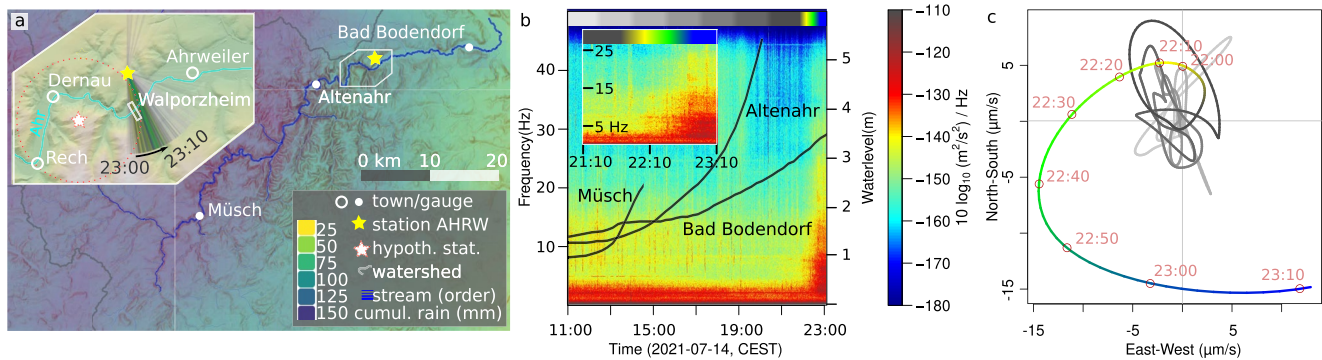 a
Bad Bodendorf
Ahrweiler
Dernau
Walporzheim
Altenahr
Ahr
Rech
23:00
23:10
0 km 10 20
Müsch
town/gauge
station AHRW
hypoth. stat.
watershed
stream (order)
cumul. rain (mm)
25
50
75
100
125
150
b
Frequency(Hz)
40
30
20
10
25
15
5 Hz
21:10 22:10 23:10
Altenahr
Müsch
Bad Bodendorf
11:00 15:00 19:00 23:00
Time (2021-07-14, CEST)
5
4
3
2
1
Waterlevel(m)
−110
−120
−130
−140
−150
−160
−170
−180
10 log₁₀ (m²/s²) / Hz
c
North-South (µm/s)
5
-5
-15
22:10
22:00
22:20
22:30
22:40
22:50
23:00
23:10
-15 -5 5
East-West (µm/s)